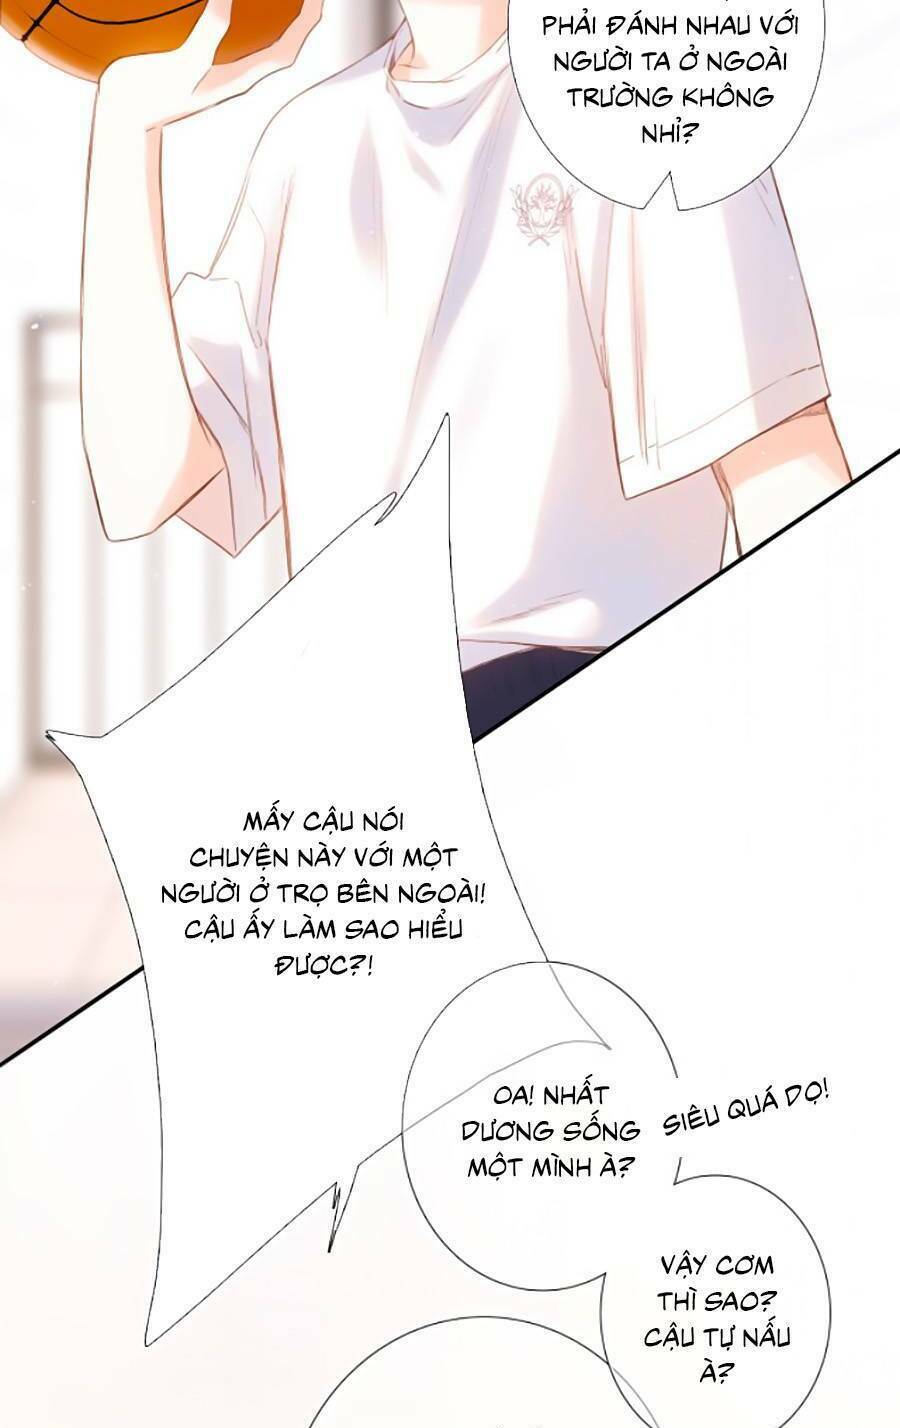 PHẢI ĐÁNH NHAU VỚI
NGƯỜI TA Ở NGOÀI
TRƯỜNG KHÔNG
NHỈ?
MẤY CẬU NÓI
CHUYỆN NÀY VỚI MỘT
NGƯỜI Ở TRỌ BÊN NGOÀI!
CẬU ẤY LÀM SAO HIỂU
ĐƯỢC?!
OA! NHẤT
DƯƠNG SỐNG
MỘT MÌNH À?
SIÊU QUÁ DỌ!
VẬY CƠM
THÌ SAO?
CẬU TỰ NẤU
À?